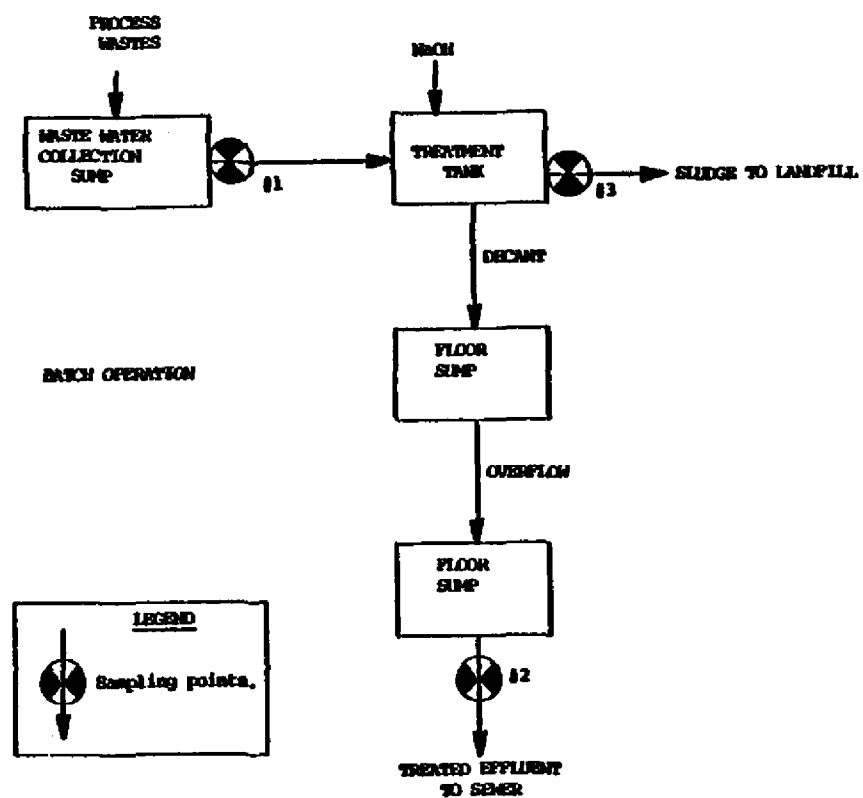 PROCESS
WASTES
NaOH
WASTE WATER
COLLECTION
SUMP
#1
TREATMENT
TANK
#3
SLUDGE TO LANDFILL
DECANT
FLOOR
SUMP
BATCH OPERATION
OVERFLOW
FLOOR
SUMP
LEGEND
Sampling points.
#2
TREATED EFFLUENT
TO SEWER